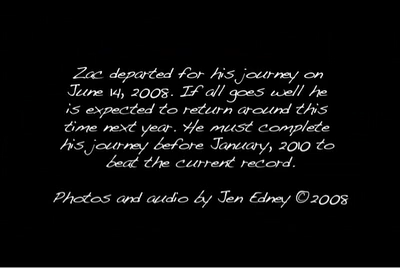 Zac departed for his journey on
June 14, 2008. If all goes well he
is expected to return around this
time next year. He must complete
his journey before January, 2010 to
beat the current record.
Photos and audio by Jen Edney ©2008